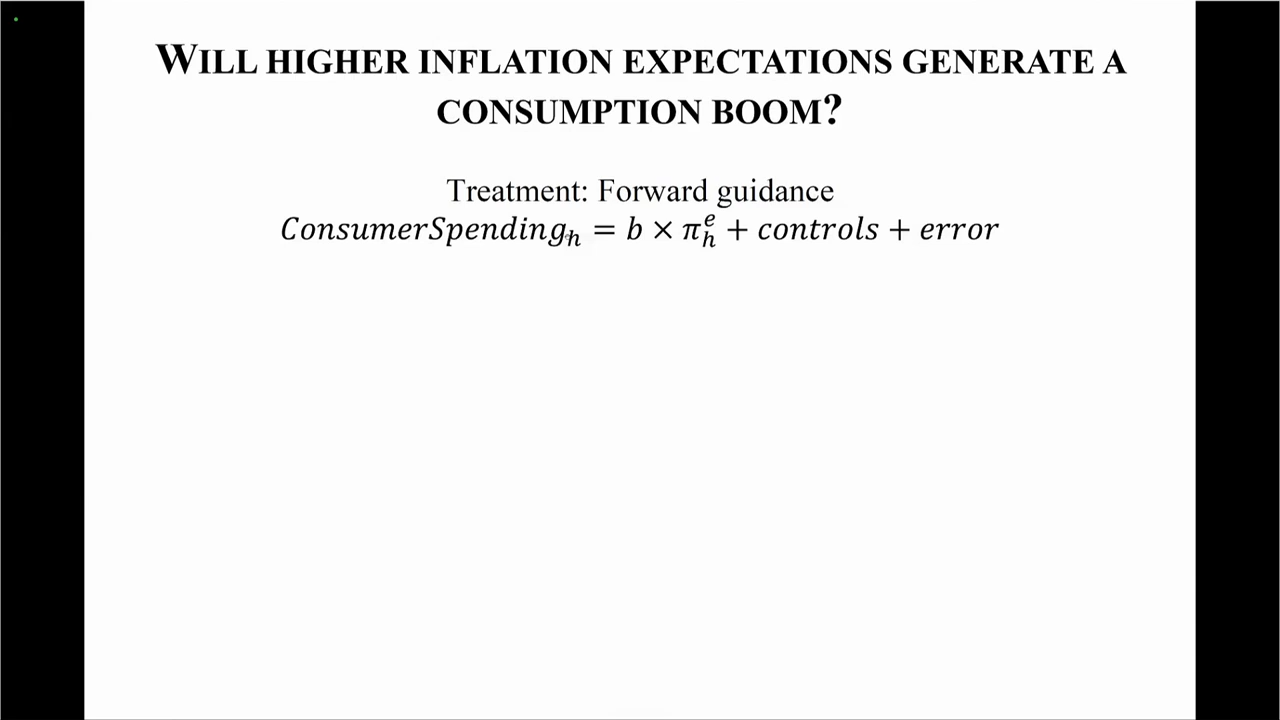 WILL HIGHER INFLATION EXPECTATIONS GENERATE A
CONSUMPTION BOOM?
Treatment: Forward guidance
ConsumerSpending_h = b × π_h^e + controls + error